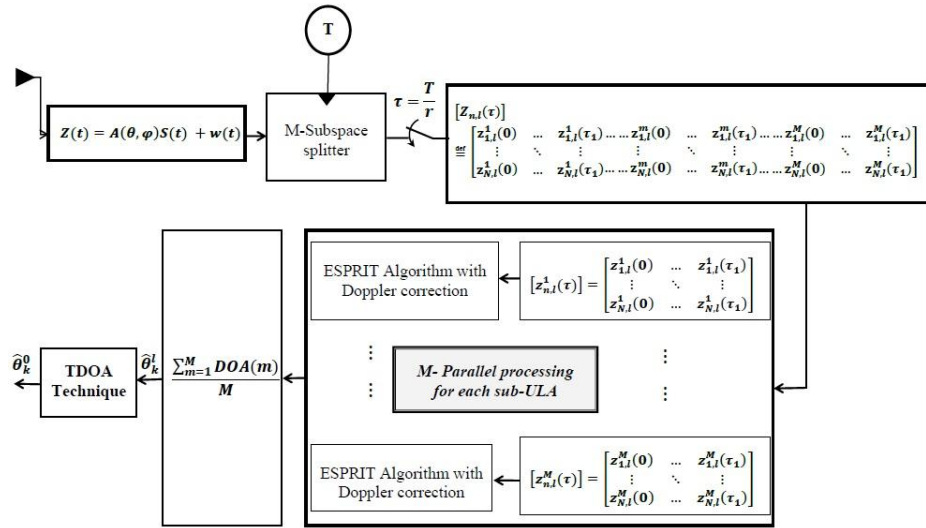 T
Z(t) = A(θ, φ)S(t) + w(t)
M-Subspace
splitter
τ = T/r
[Z_{n,l}(τ)]
def ≡ [z^1_{1,l}(0) … z^1_{1,l}(τ_1) … … z^m_{1,l}(0) … z^m_{1,l}(τ_1) … … z^M_{1,l}(0) … z^M_{1,l}(τ_1)
⋮ ⋱ ⋮ ⋮ ⋱ ⋮ ⋮ ⋱ ⋮
z^1_{N,l}(0) … z^1_{N,l}(τ_1) … … z^m_{N,l}(0) … z^m_{N,l}(τ_1) … … z^M_{N,l}(0) … z^M_{N,l}(τ_1)]
ESPRIT Algorithm with
Doppler correction
[z^1_{n,l}(τ)] = [z^1_{1,l}(0) … z^1_{1,l}(τ_1)
⋮ ⋱ ⋮
z^1_{N,l}(0) … z^1_{N,l}(τ_1)]
⋮ ⋮
M- Parallel processing
for each sub-ULA
⋮ ⋮
ESPRIT Algorithm with
Doppler correction
[z^M_{n,l}(τ)] = [z^M_{1,l}(0) … z^M_{1,l}(τ_1)
⋮ ⋱ ⋮
z^M_{N,l}(0) … z^M_{N,l}(τ_1)]
∑^M_{m=1} DOA(m)
M
θ̂^l_k
TDOA
Technique
θ̂^0_k